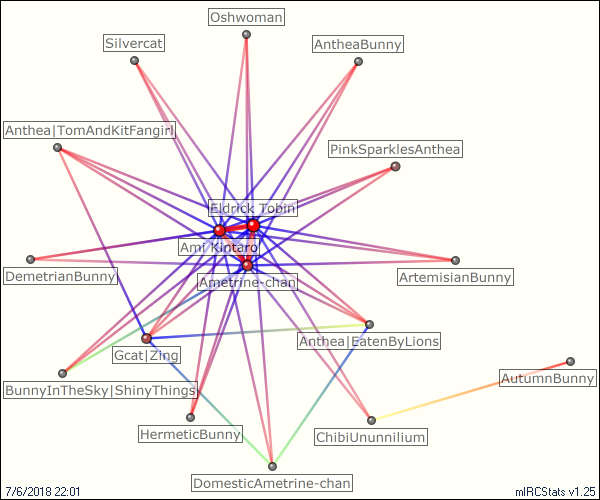 Oshwoman
Silvercat
AntheaBunny
Anthea|TomAndKitFangirl
PinkSparklesAnthea
Eldrick Tobin
Ami Kintaro
DemetrianBunny
Ametrine-chan
ArtemisianBunny
Anthea|EatenByLions
Gcat|Zing
AutumnBunny
BunnyInTheSky|ShinyThings
HermeticBunny
ChibiUnunnilium
DomesticAmetrine-chan
7/6/2018 22:01
mIRCStats v1.25